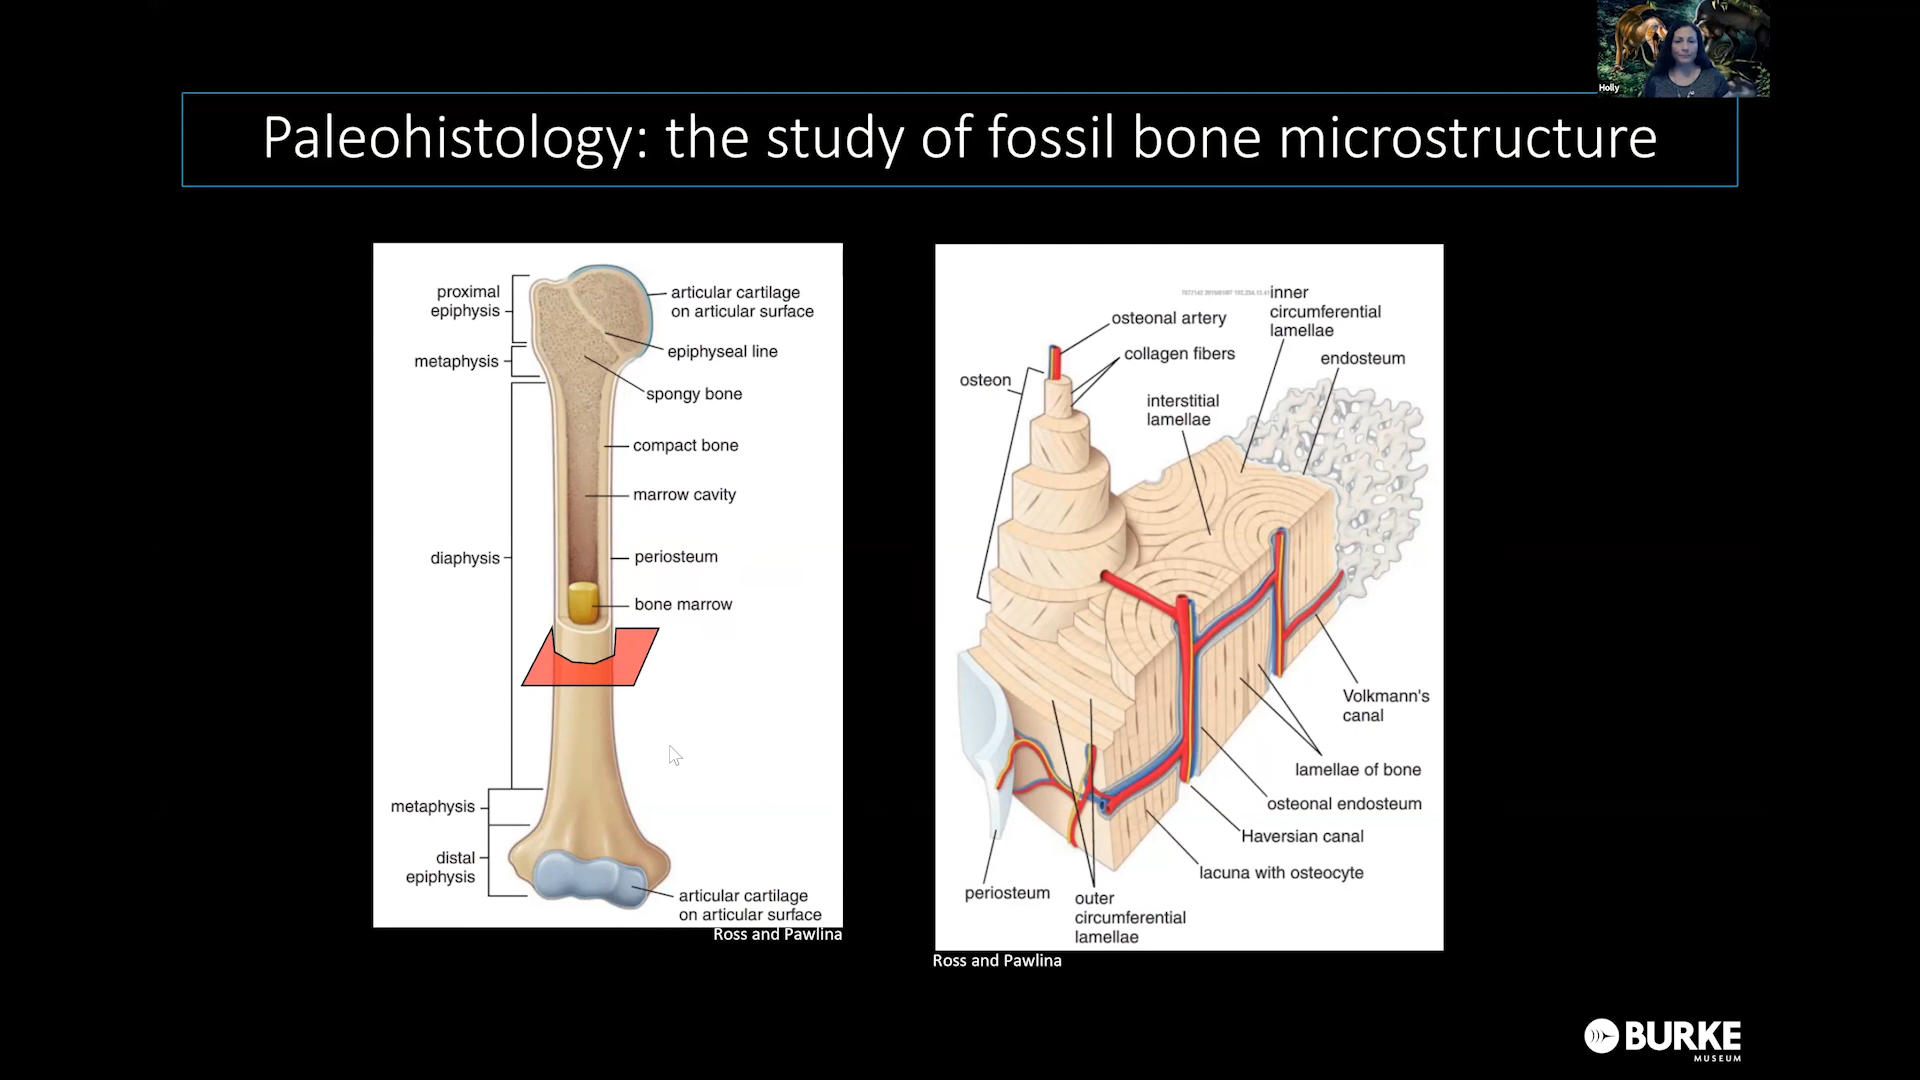 Holly
Paleohistology: the study of fossil bone microstructure
proximal
epiphysis
metaphysis
diaphysis
metaphysis
distal
epiphysis
articular cartilage
on articular surface
epiphyseal line
spongy bone
compact bone
marrow cavity
periosteum
bone marrow
articular cartilage
on articular surface
Ross and Pawlina
inner
circumferential
lamellae
osteonal artery
collagen fibers
endosteum
osteon
interstitial
lamellae
Volkmann's
canal
lamellae of bone
osteonal endosteum
Haversian canal
lacuna with osteocyte
periosteum
outer
circumferential
lamellae
Ross and Pawlina
BURKE
MUSEUM